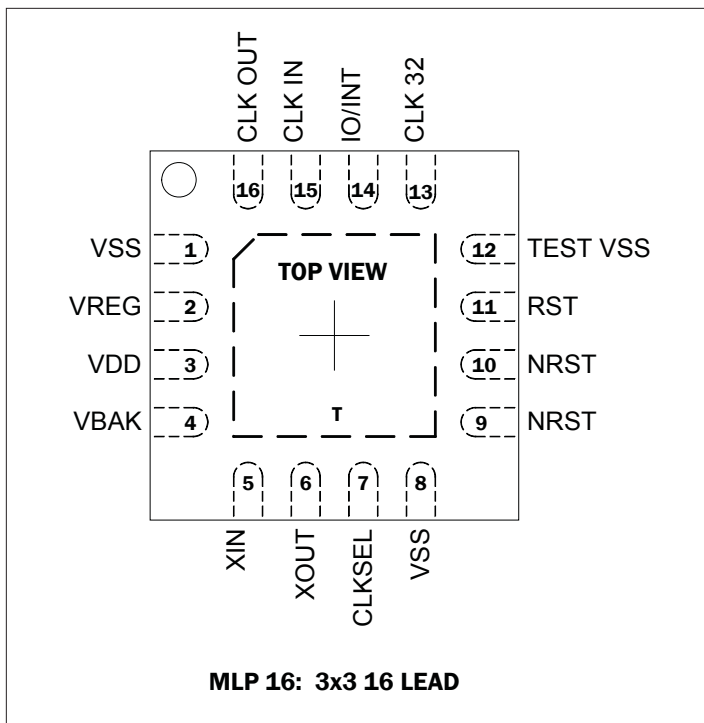 CLK OUT
CLK IN
IO/INT
CLK 32
16
15
14
13
VSS 1
12 TEST VSS
TOP VIEW
VREG 2
11 RST
VDD 3
10 NRST
VBAK 4
T
9 NRST
5
6
7
8
XIN
XOUT
CLKSEL
VSS
MLP 16: 3x3 16 LEAD